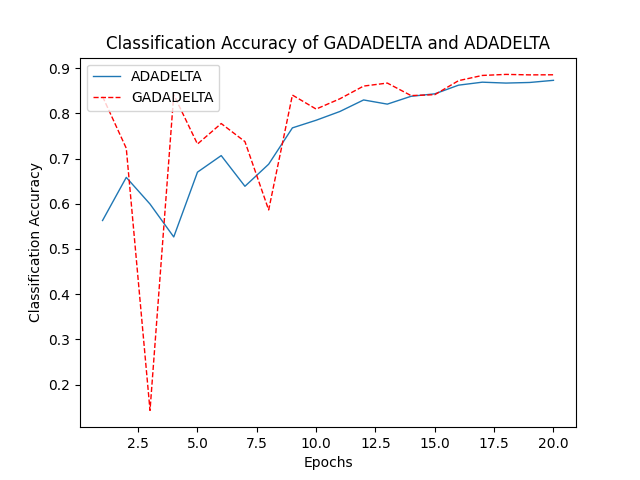 Classification Accuracy of GADADELTA and ADADELTA
ADADELTA
GADADELTA
Classification Accuracy
0.9
0.8
0.7
0.6
0.5
0.4
0.3
0.2
2.5 5.0 7.5 10.0 12.5 15.0 17.5 20.0
Epochs